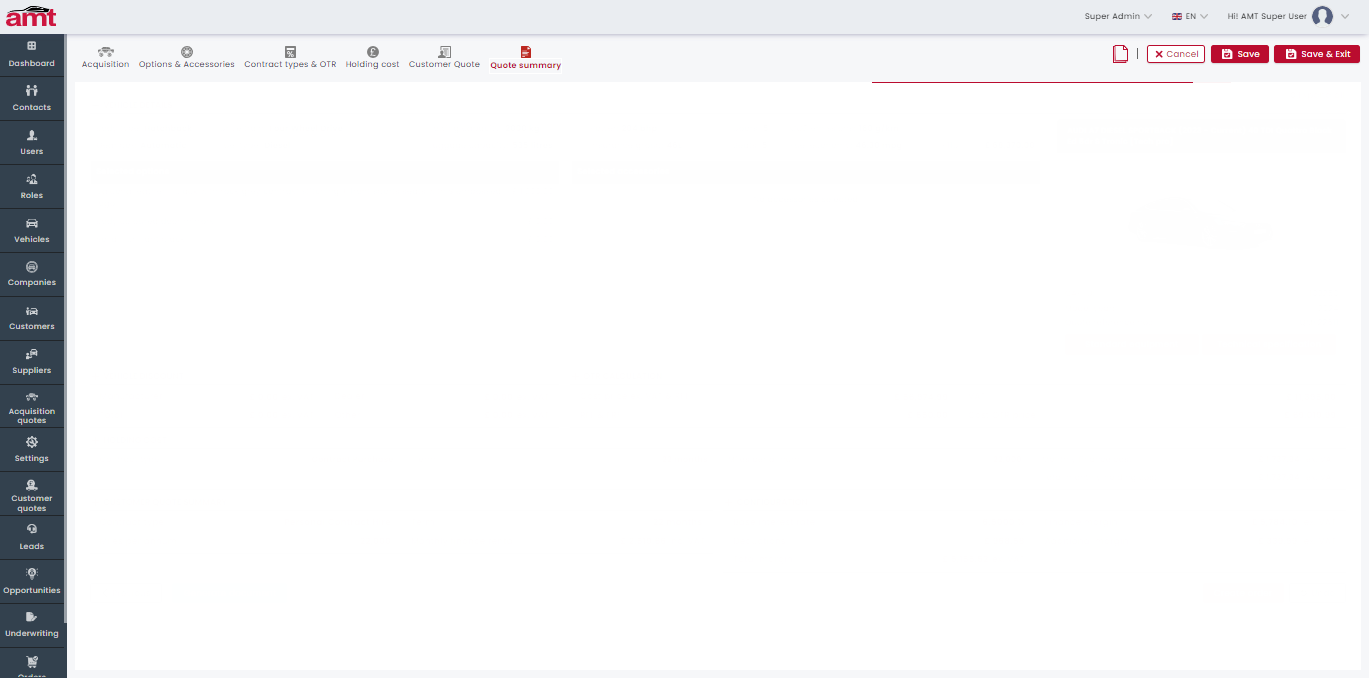 amt
Super Admin
EN
Hi! AMT Super User
Dashboard
Contacts
Users
Roles
Vehicles
Companies
Customers
Suppliers
Acquisition
quotes
Settings
Customer
quotes
Leads
Opportunities
Underwriting
Orders
Acquisition
Options & Accessories
Contract types & OTR
Holding cost
Customer Quote
Quote summary
Cancel
Save
Save & Exit